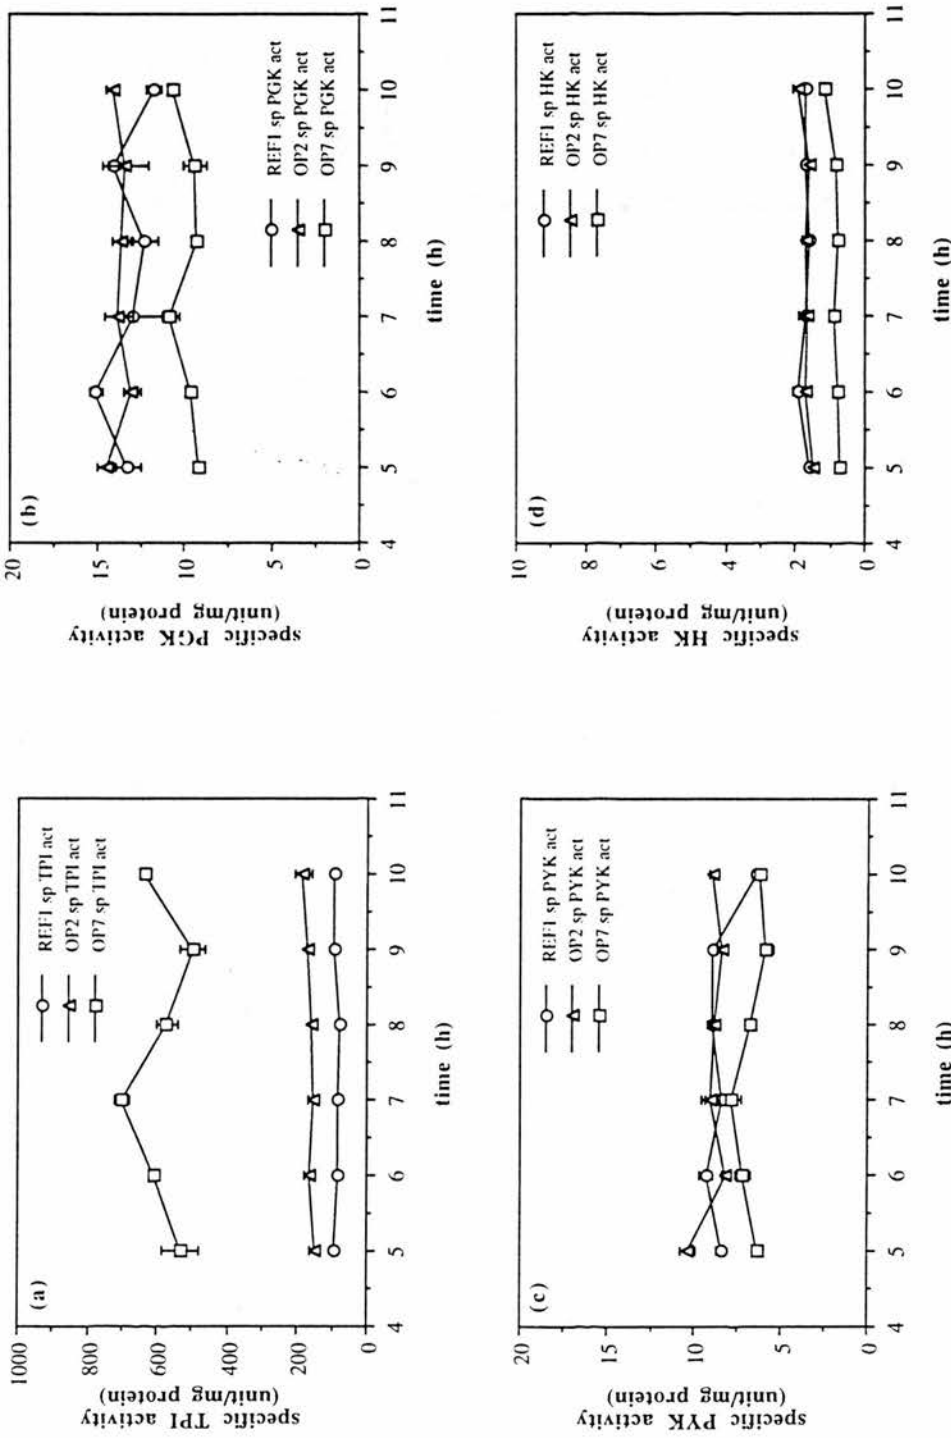 (a)
specific TPI activity
(unit/mg protein)
1000
800
600
400
200
0
REF1 sp TPI act
OP2 sp TPI act
OP7 sp TPI act
4 5 6 7 8 9 10 11
time (h)
(b)
specific PGK activity
(unit/mg protein)
20
15
10
5
0
REF1 sp PGK act
OP2 sp PGK act
OP7 sp PGK act
4 5 6 7 8 9 10 11
time (h)
(c)
specific PYK activity
(unit/mg protein)
20
15
10
5
0
REF1 sp PYK act
OP2 sp PYK act
OP7 sp PYK act
4 5 6 7 8 9 10 11
time (h)
(d)
specific HK activity
(unit/mg protein)
10
8
6
4
2
0
REF1 sp HK act
OP2 sp HK act
OP7 sp HK act
4 5 6 7 8 9 10 11
time (h)